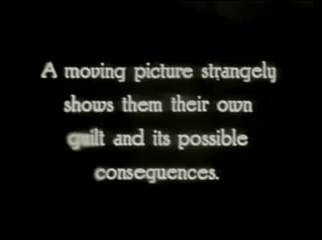 A moving picture strangely
shows them their own
guilt and its possible
consequences.